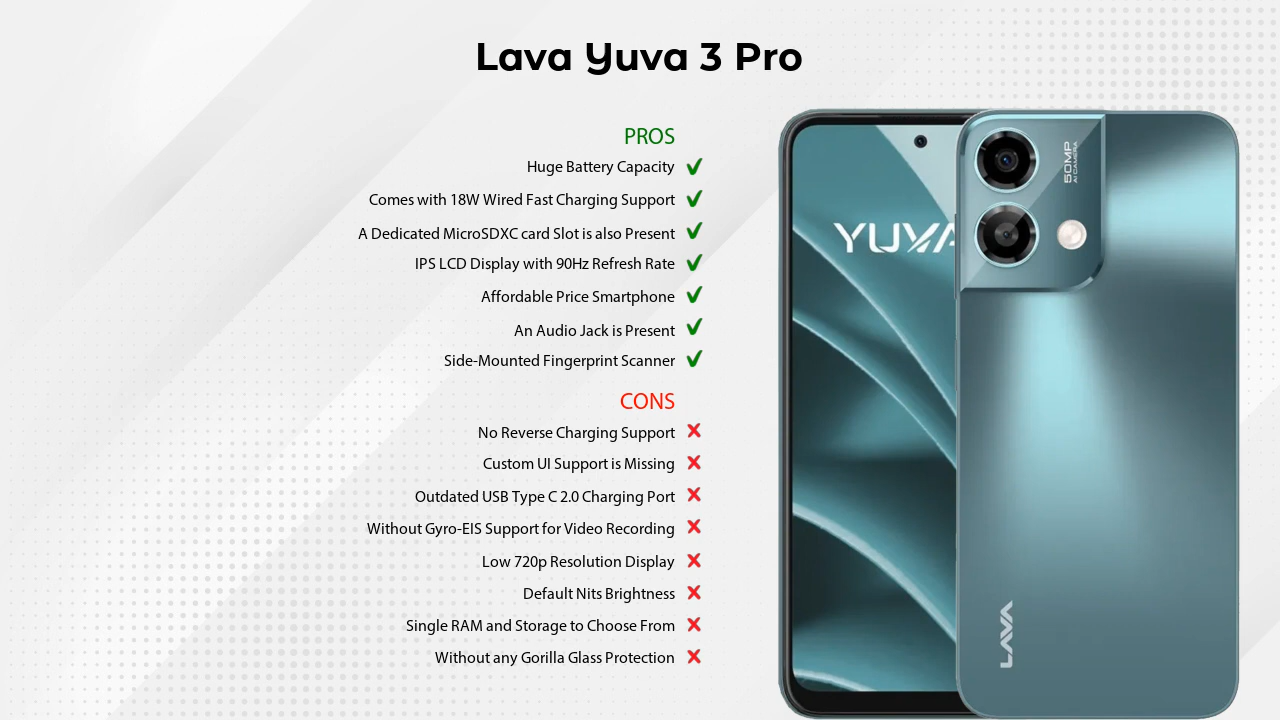 Lava Yuva 3 Pro
PROS
Huge Battery Capacity
Comes with 18W Wired Fast Charging Support
A Dedicated MicroSDXC card Slot is also Present
IPS LCD Display with 90Hz Refresh Rate
Affordable Price Smartphone
An Audio Jack is Present
Side-Mounted Fingerprint Scanner
CONS
No Reverse Charging Support
Custom UI Support is Missing
Outdated USB Type C 2.0 Charging Port
Without Gyro-EIS Support for Video Recording
Low 720p Resolution Display
Default Nits Brightness
Single RAM and Storage to Choose From
Without any Gorilla Glass Protection
YUVA
50MP
AI CAMERA
LAVA